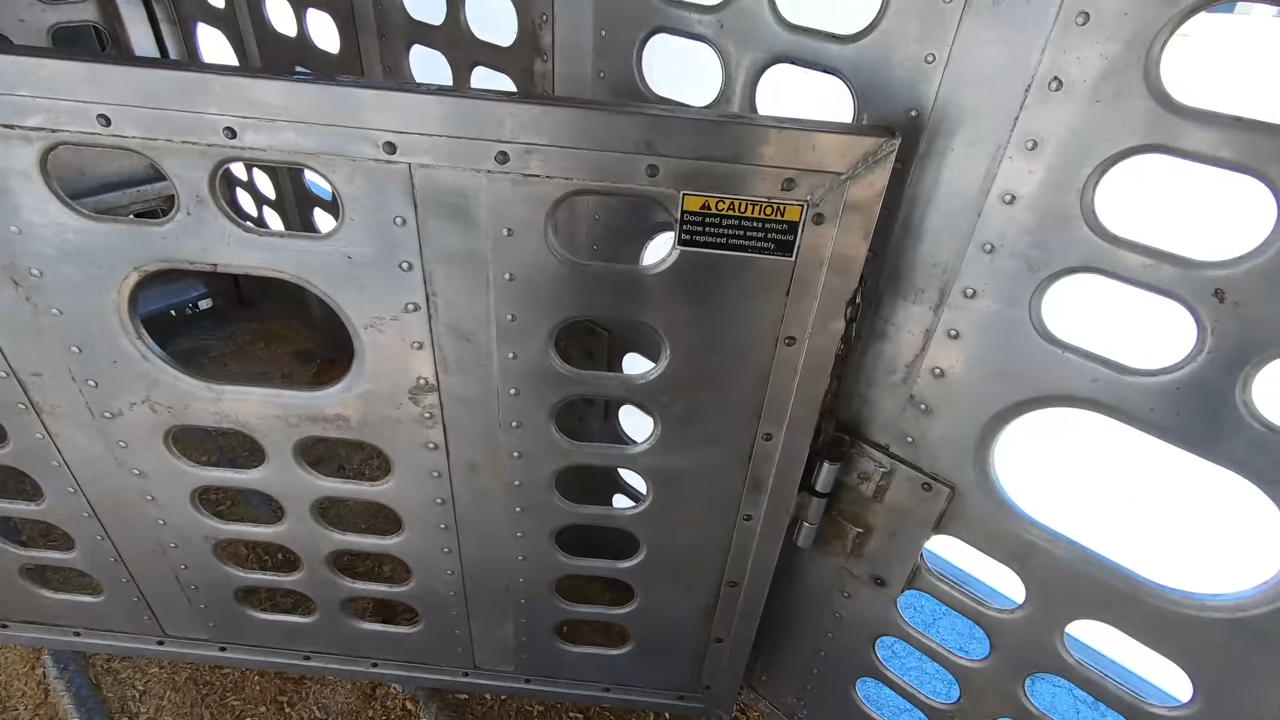 CAUTION
Door and gate locks which
show excessive wear should
be replaced immediately.